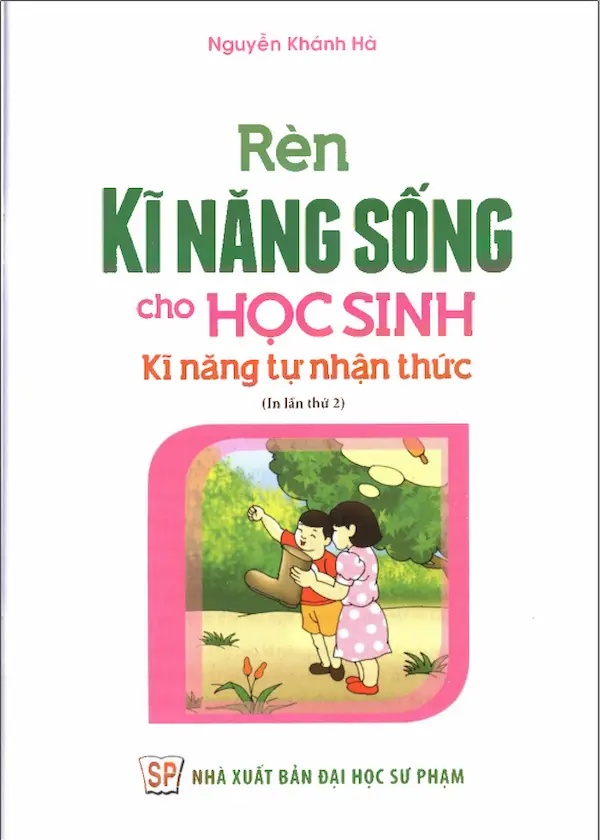 Nguyễn Khánh Hà
Rèn
KĨ NĂNG SỐNG
cho HỌC SINH
Kĩ năng tự nhận thức
(In lần thứ 2)
SP NHÀ XUẤT BẢN ĐẠI HỌC SƯ PHẠM